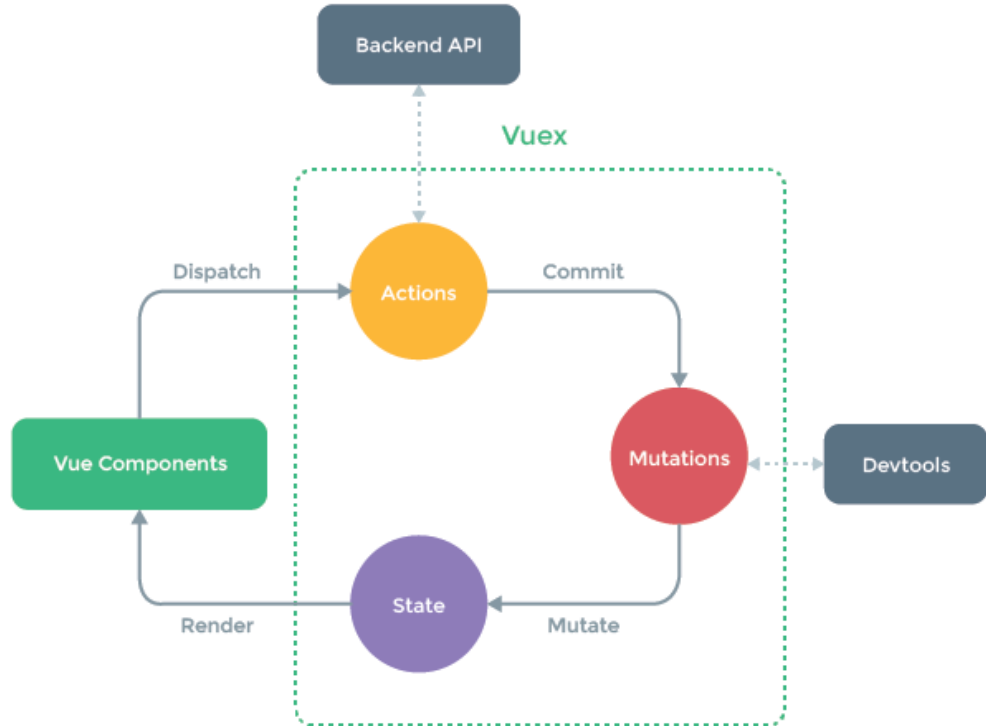 Backend API
Vuex
Dispatch
Commit
Actions
Vue Components
Mutations
Devtools
State
Render
Mutate